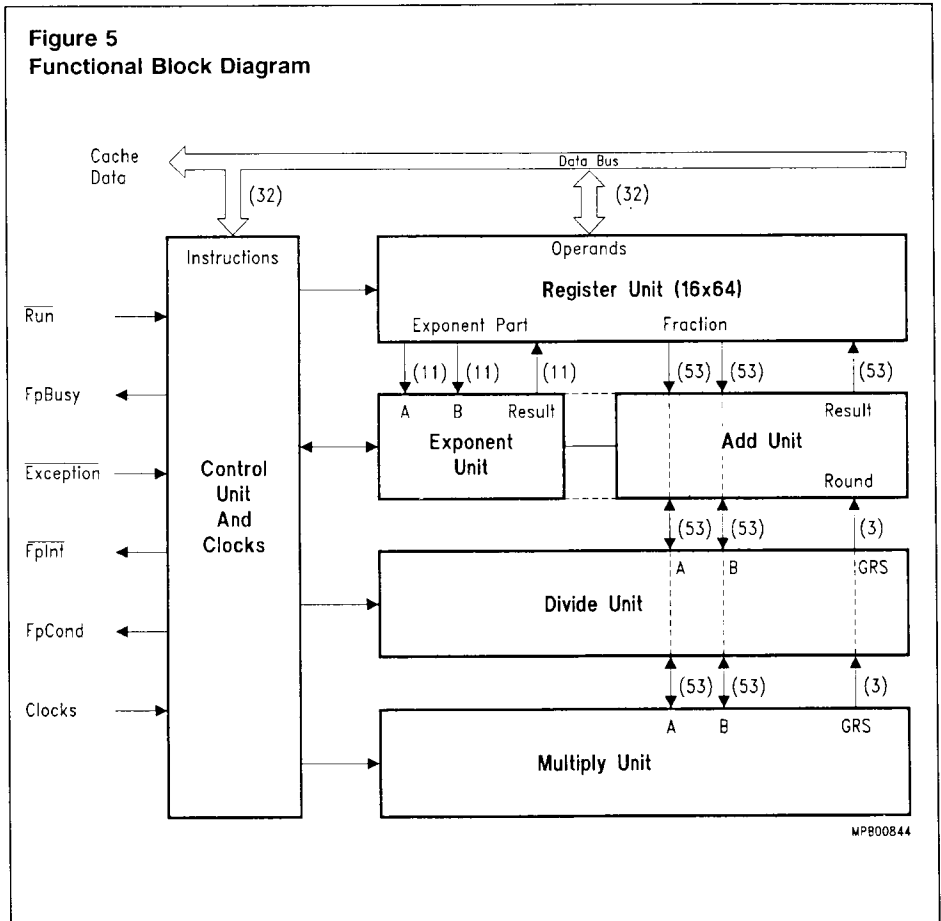 Figure 5
Functional Block Diagram
Cache
Data
Data Bus
(32)
(32)
Instructions
Operands
Register Unit (16x64)
Exponent Part
Fraction
Run
(11)
(11)
(11)
(53)
(53)
(53)
FpBusy
A
B
Result
Result
Exponent
Unit
Add Unit
Exception
Control
Unit
And
Clocks
Round
(53)
(53)
(3)
FpInt
A
B
GRS
Divide Unit
FpCond
(53)
(53)
(3)
Clocks
A
B
GRS
Multiply Unit
MPB00844